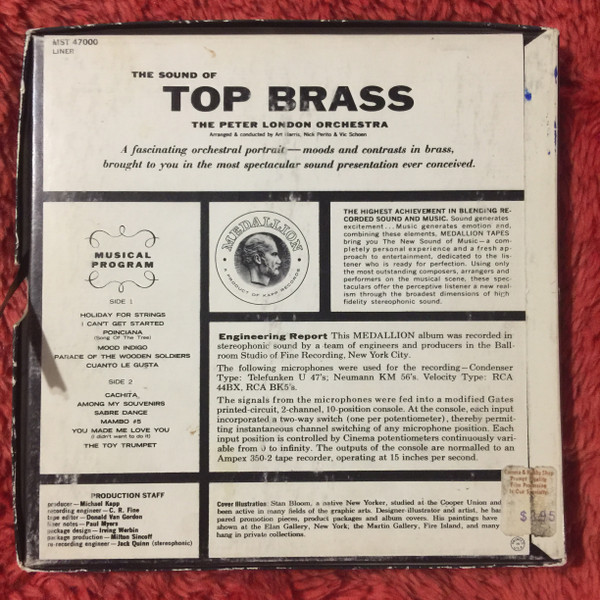 MST 47000
LINER
THE SOUND OF
TOP BRASS
THE PETER LONDON ORCHESTRA
Arranged & conducted by Art Harris, Nick Perito & Vic Schoen
A fascinating orchestral portrait — moods and contrasts in brass,
brought to you in the most spectacular sound presentation ever conceived.
MUSICAL
PROGRAM
SIDE 1
HOLIDAY FOR STRINGS
I CAN'T GET STARTED
POINCIANA
(Song Of The Tree)
MOOD INDIGO
PARADE OF THE WOODEN SOLDIERS
CUANTO LE GUSTA
SIDE 2
CACHITA
AMONG MY SOUVENIRS
SABRE DANCE
MAMBO #5
YOU MADE ME LOVE YOU
(I didn't want to do it)
THE TOY TRUMPET
MEDALLION
A PRODUCT OF KAPP RECORDS
THE HIGHEST ACHIEVEMENT IN BLENDING RE-
CORDED SOUND AND MUSIC. Sound generates
excitement . . . Music generates emotion and,
combining these elements, MEDALLION TAPES
bring you The New Sound of Music—a com-
pletely personal experience and a fresh ap-
proach to entertainment, dedicated to the lis-
tener who is ready for perfection. Using only
the most outstanding composers, arrangers and
performers on the musical scene, these spec-
taculars offer the perceptive listener a new real-
ism through the broadest dimensions of high
fidelity stereophonic sound.
Engineering Report This MEDALLION album was recorded in
stereophonic sound by a team of engineers and producers in the Ball-
room Studio of Fine Recording, New York City.
The following microphones were used for the recording—Condenser
Type: Telefunken U 47's; Neumann KM 56's. Velocity Type: RCA
44BX, RCA BK5's.
The signals from the microphones were fed into a modified Gates
printed-circuit, 2-channel, 10-position console. At the console, each input
incorporated a two-way switch (one per potentiometer), thereby permit-
ting instantaneous channel switching of any microphone position. Each
input position is controlled by Cinema potentiometers continuously vari-
able from 0 to infinity. The outputs of the console are normalled to an
Ampex 350-2 tape recorder, operating at 15 inches per second.
PRODUCTION STAFF
producer—Michael Kapp
recording engineer—C. R. Fine
tape editor—Donald Van Gordon
liner notes—Paul Myers
package design—Irving Werbin
package production—Milton Sincoff
re-recording engineer—Jack Quinn (stereophonic)
Cover Illustration: Stan Bloom, a native New Yorker, studied at the Cooper Union and
been active in many fields of the graphic arts. Designer-illustrator and artist, he has
pared promotion pieces, product packages and album covers. His paintings have
shown at the Elan Gallery, New York, the Martin Gallery, Fire Island, and many
hang in private collections.